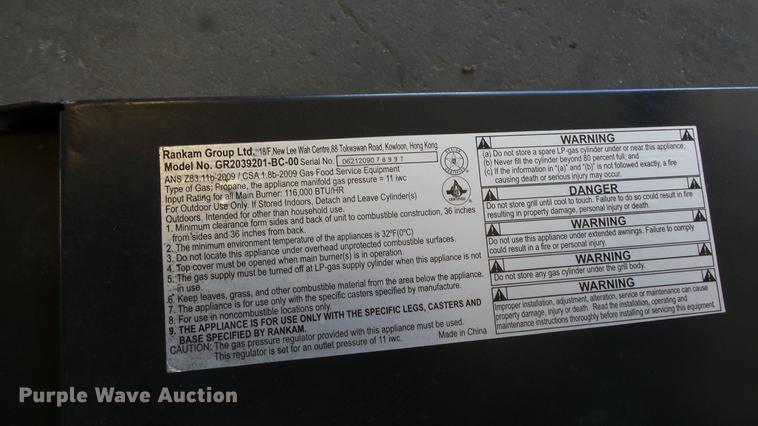 Rankam Group Ltd. 18/F,New Lee Wah Centre,88 Tokwawan Road, Kowloon, Hong Kong
Model No. GR2039201-BC-00 Serial No. 06212090 T 8 9 9 T
ANS Z83.11b-2009 / CSA 1.8b-2009 Gas Food Service Equipment
Type of Gas: Propane, the appliance manifold gas pressure = 11 iwc
Input Rating for all Main Burner: 116,000 BTU/HR
For Outdoor Use Only. If Stored Indoors, Detach and Leave Cylinder(s)
Outdoors, Intended for other than household use.
1. Minimum clearance form sides and back of unit to combustible construction, 36 inches
from sides and 36 inches from back.
2. The minimum environment temperature of the appliances is 32°F(0°C)
3. Do not locate this appliance under overhead unprotected combustible surfaces.
4. Top cover must be opened when main burner(s) is in operation.
5. The gas supply must be turned off at LP-gas supply cylinder when this appliance is not
in use.
6. Keep leaves, grass, and other combustible material from the area below the appliance.
7. The appliance is for use only with the specific casters specified by manufacture.
8. For use in noncombustible locations only.
9. THE APPLIANCE IS FOR USE ONLY WITH THE SPECIFIC LEGS, CASTERS AND
BASE SPECIFIED BY RANKAM.
CAUTION: The gas pressure regulator provided with this appliance must be used.
This regulator is set for an outlet pressure of 11 iwc. Made in China
WARNING
(a) Do not store a spare LP-gas cylinder under or near this appliance;
(b) Never fill the cylinder beyond 80 percent full; and
(c) If the information in "(a)" and "(b)" is not followed exactly, a fire
causing death or serious injury may occur.
DANGER
Do not store grill until cool to touch. Failure to do so could result in fire
resulting in property damage, personal injury or death.
WARNING
Do not use this appliance under extended awnings. Failure to comply
could result in a fire or personal injury.
WARNING
Do not store any gas cylinder under the grill body.
WARNING
Improper installation, adjustment, alteration, service or maintenance can cause
property damage, injury or death. Read the installation, operating and
maintenance instructions thoroughly before installing or servicing this equipment.
Purple Wave Auction